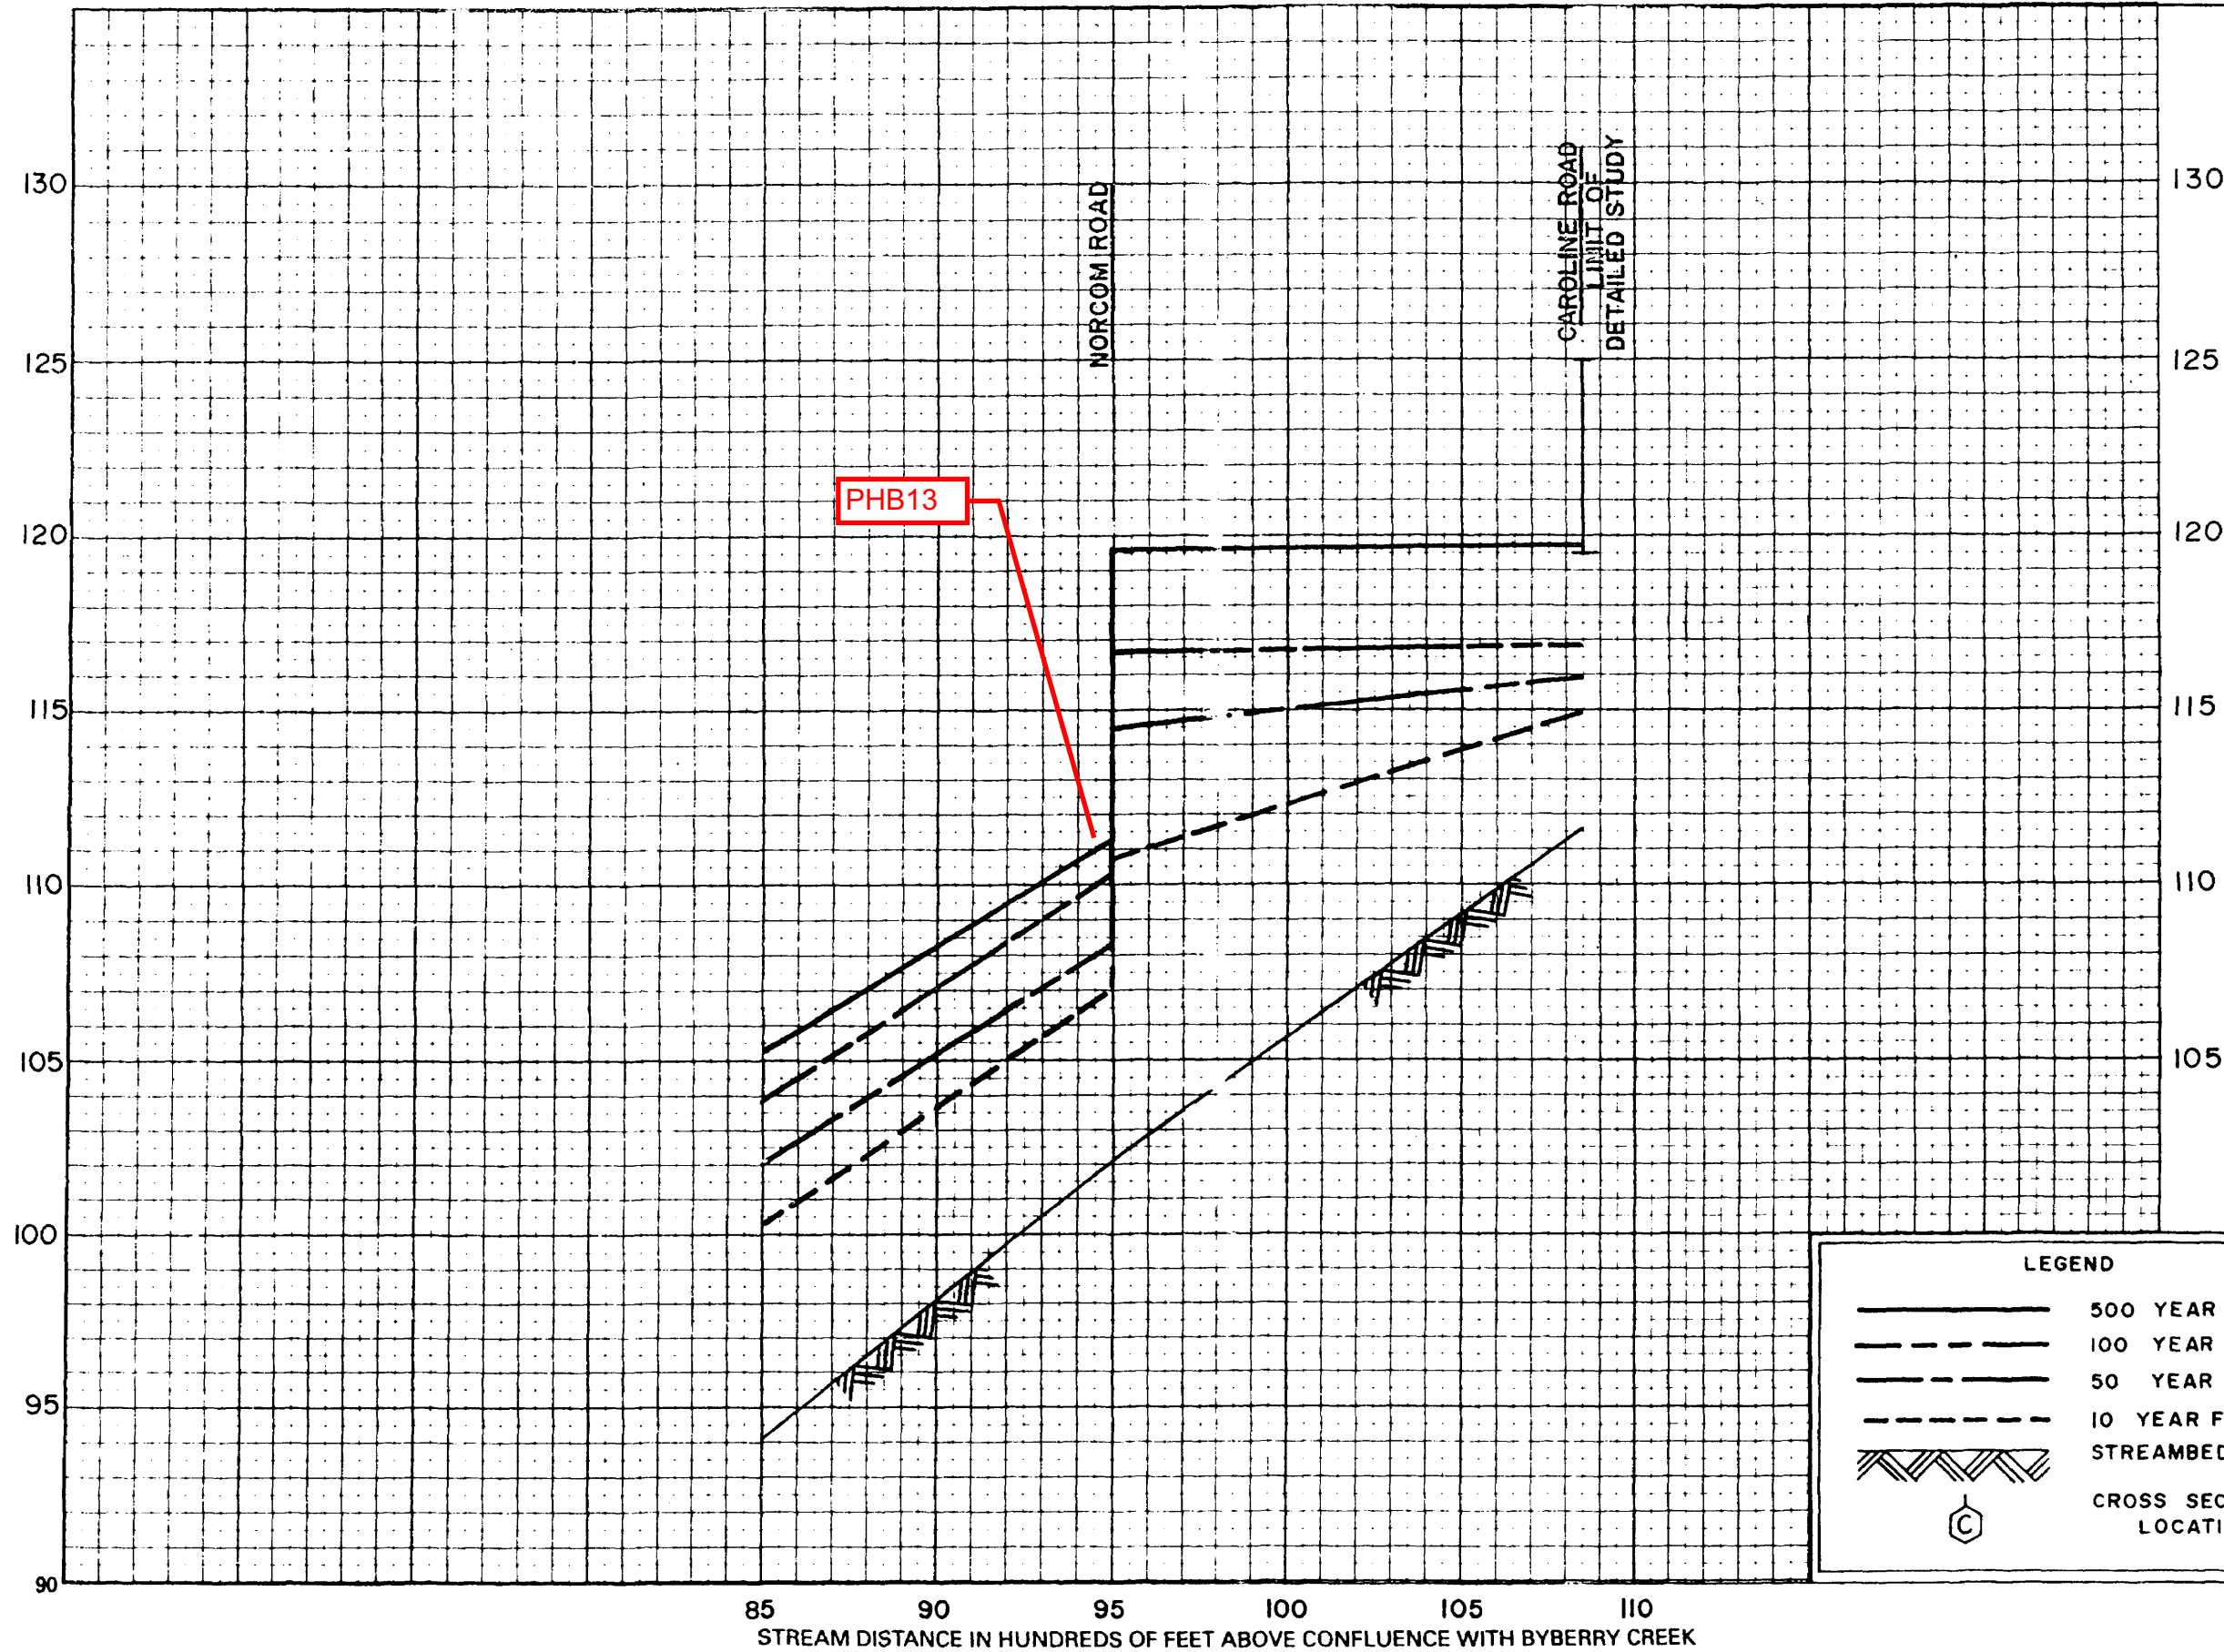 NORCOM ROAD
CAROLINE ROAD
LIMIT OF
DETAILED STUDY
130
125
120
115
110
105
100
95
90
130
125
120
115
110
105
PHB13
LEGEND
500 YEAR
100 YEAR
50 YEAR
10 YEAR F
STREAMBED
CROSS SEC
LOCATI
C
85 90 95 100 105 110
STREAM DISTANCE IN HUNDREDS OF FEET ABOVE CONFLUENCE WITH BYBERRY CREEK